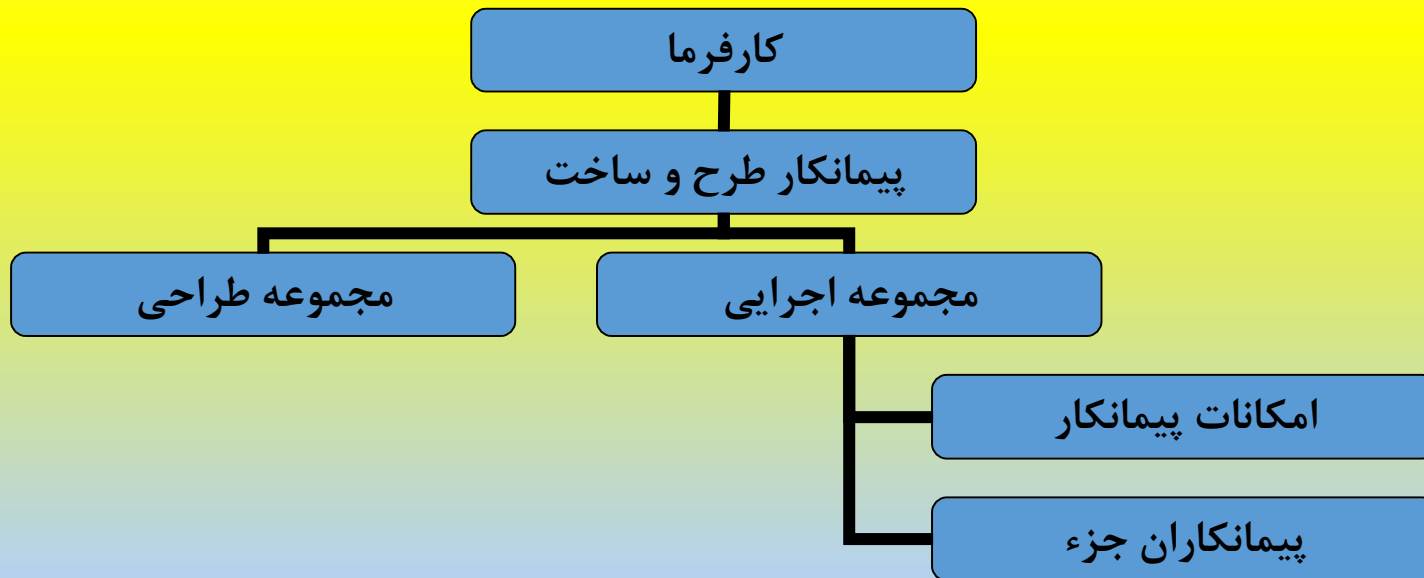 کارفرما
پیمانکار طرح و ساخت
مجموعه اجرایی
مجموعه طراحی
امکانات پیمانکار
پیمانکاران جزء